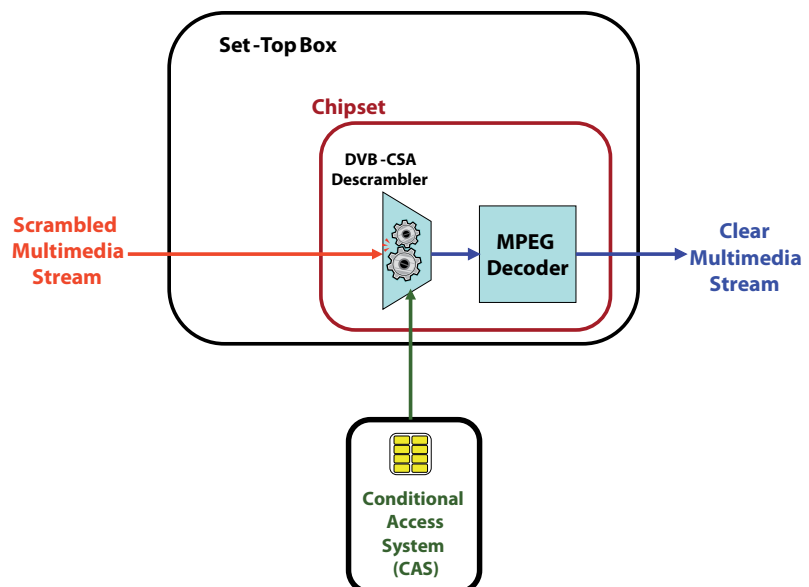 Set-Top Box
Chipset
DVB-CSA
Descrambler
Scrambled
Multimedia
Stream
MPEG
Decoder
Clear
Multimedia
Stream
Conditional
Access
System
(CAS)